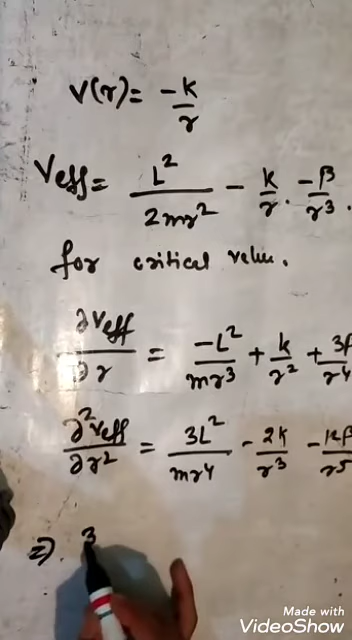 V(r) = -k/r
Veff = L²/2mr² - k/r . -β/r³.
for critical value.
∂Veff/∂r = -L²/mr³ + k/r² + 3β/r⁴
∂²Veff/∂r² = 3L²/mr⁴ - 2k/r³ - 12β/r⁵
⇒ 3
Made with
VideoShow